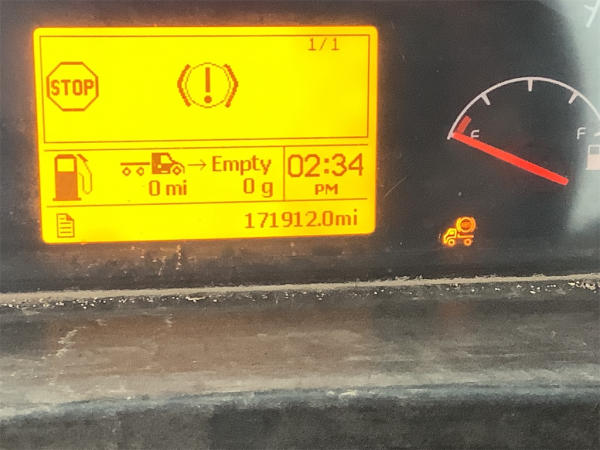 1/1
STOP
!
→ Empty
0 mi 0 g
02:34
PM
171912.0mi
F